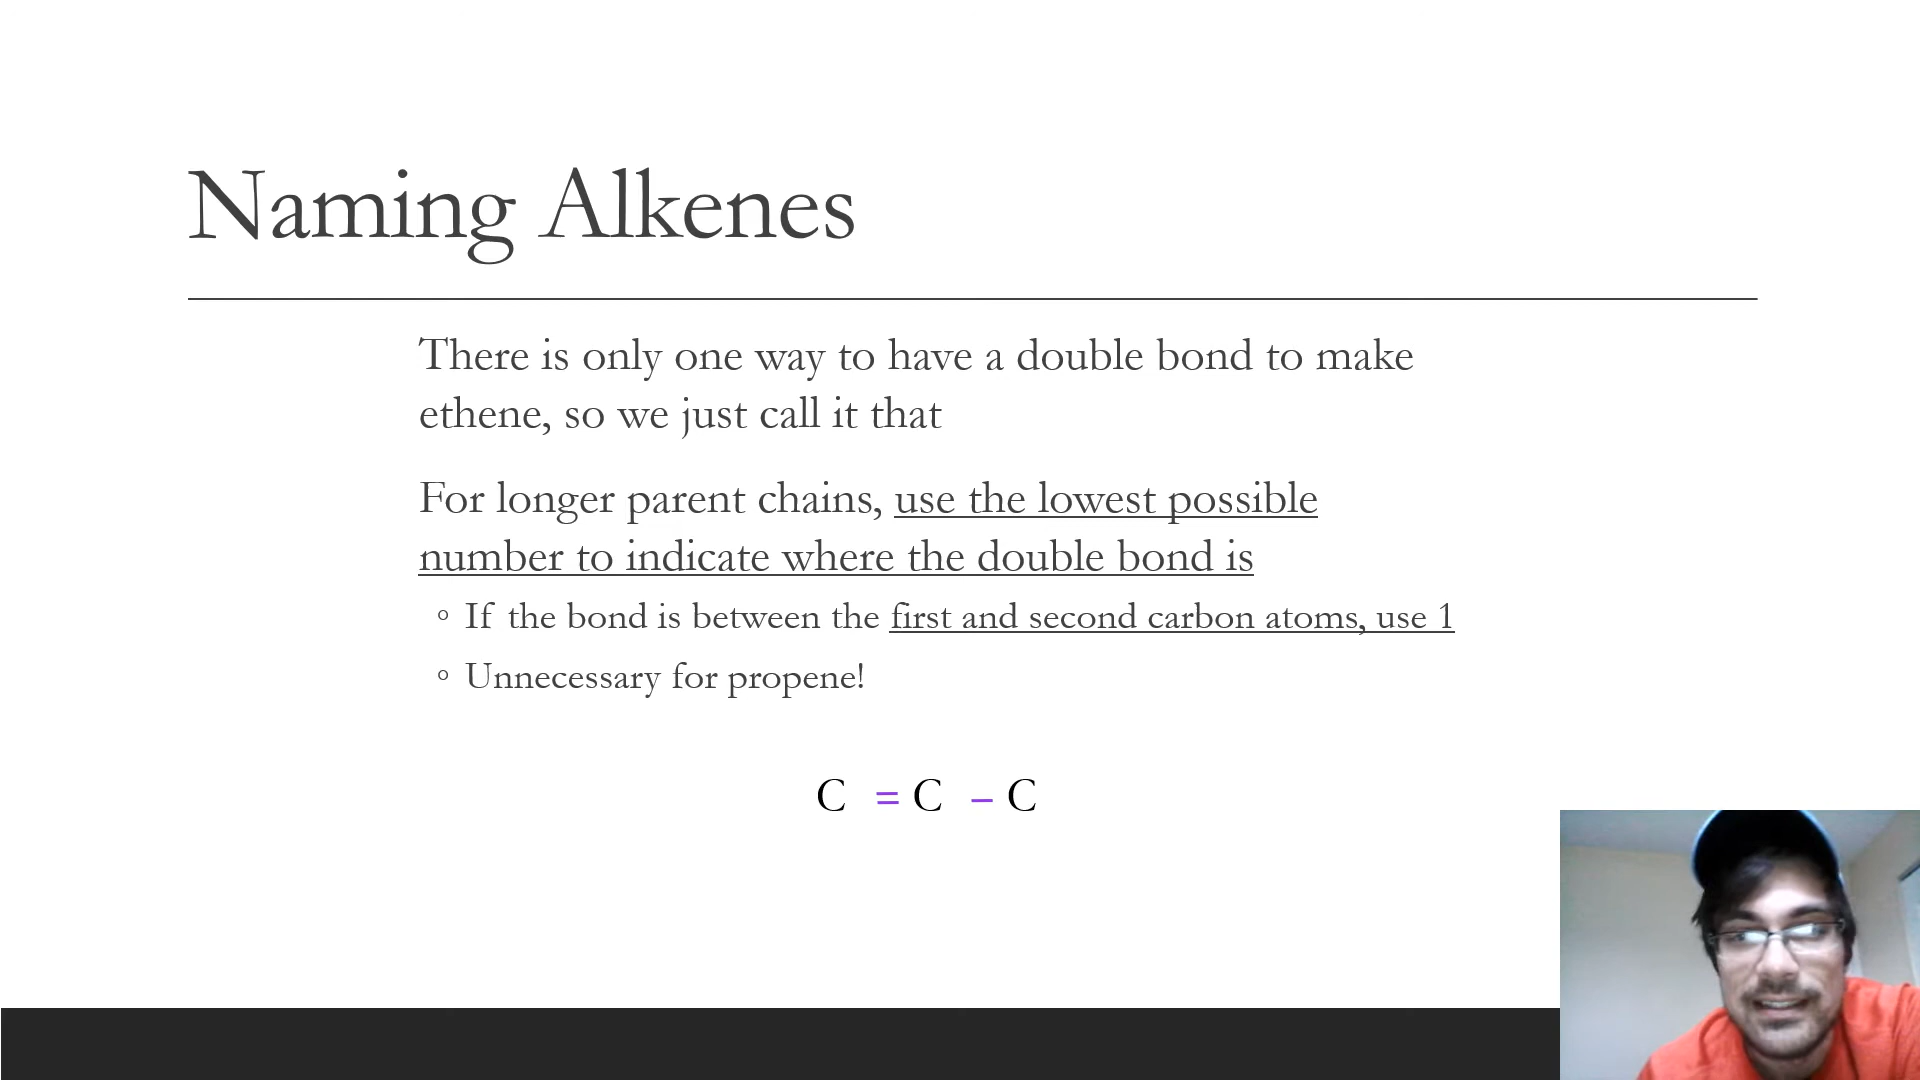 Naming Alkenes
There is only one way to have a double bond to make
ethene, so we just call it that
For longer parent chains, use the lowest possible
number to indicate where the double bond is
◦ If the bond is between the first and second carbon atoms, use 1
◦ Unnecessary for propene!
C = C – C